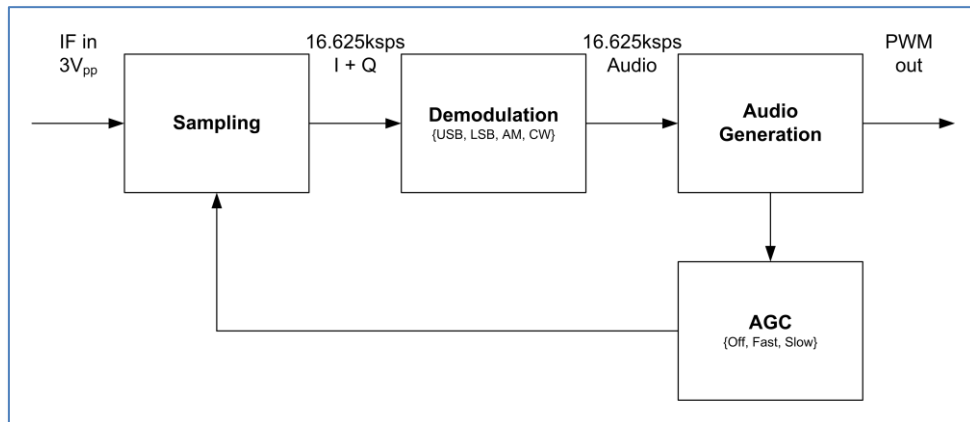 IF in
3Vpp
16.625ksps
I + Q
16.625ksps
Audio
PWM
out
Sampling
Demodulation
{USB, LSB, AM, CW}
Audio
Generation
AGC
{Off, Fast, Slow}